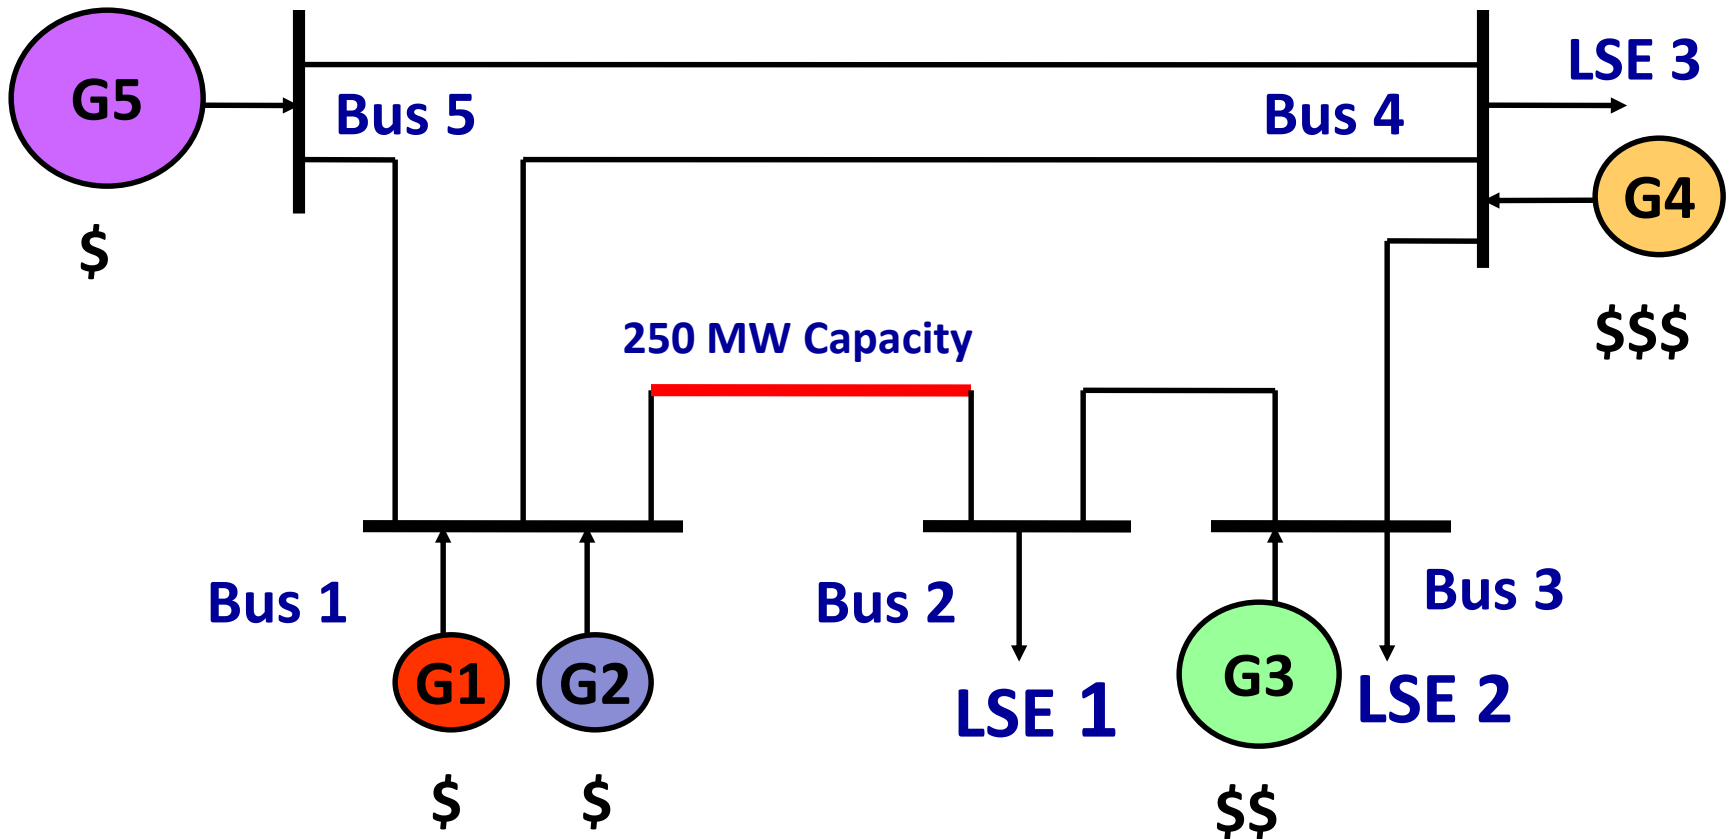 G5
Bus 5
Bus 4
LSE 3
G4
$
$$$
250 MW Capacity
Bus 1
Bus 2
Bus 3
G1
G2
LSE 1
G3
LSE 2
$
$
$$